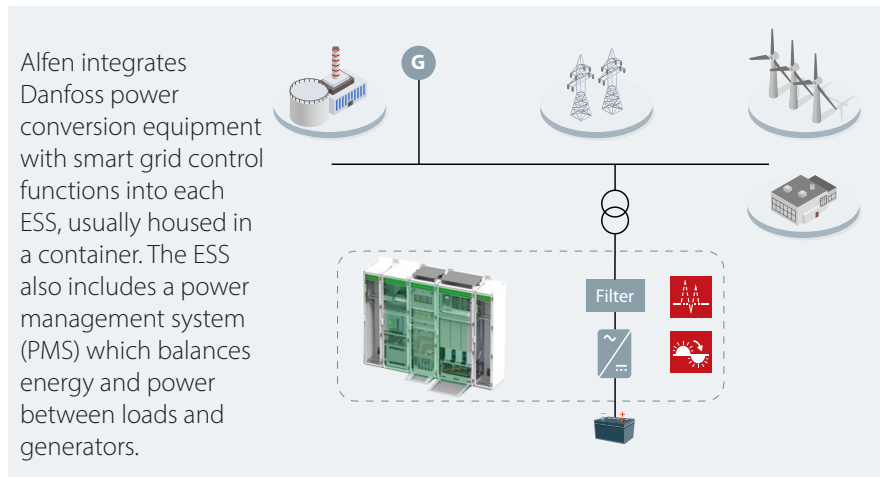 Alfen integrates
Danfoss power
conversion equipment
with smart grid control
functions into each
ESS, usually housed in
a container. The ESS
also includes a power
management system
(PMS) which balances
energy and power
between loads and
generators.
G
Filter